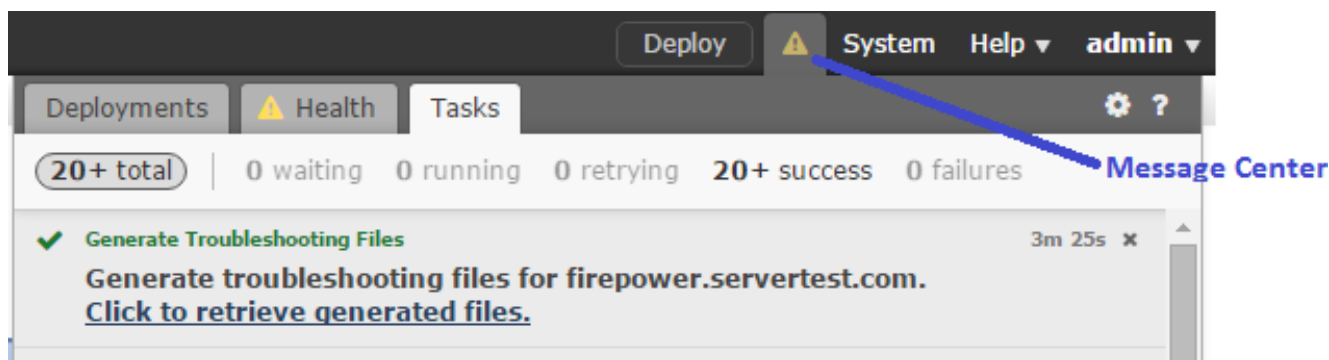 Deploy System Help admin
Deployments Health Tasks ?
20+ total 0 waiting 0 running 0 retrying 20+ success 0 failures
Message Center
Generate Troubleshooting Files 3m 25s
Generate troubleshooting files for firepower.servertest.com.
Click to retrieve generated files.